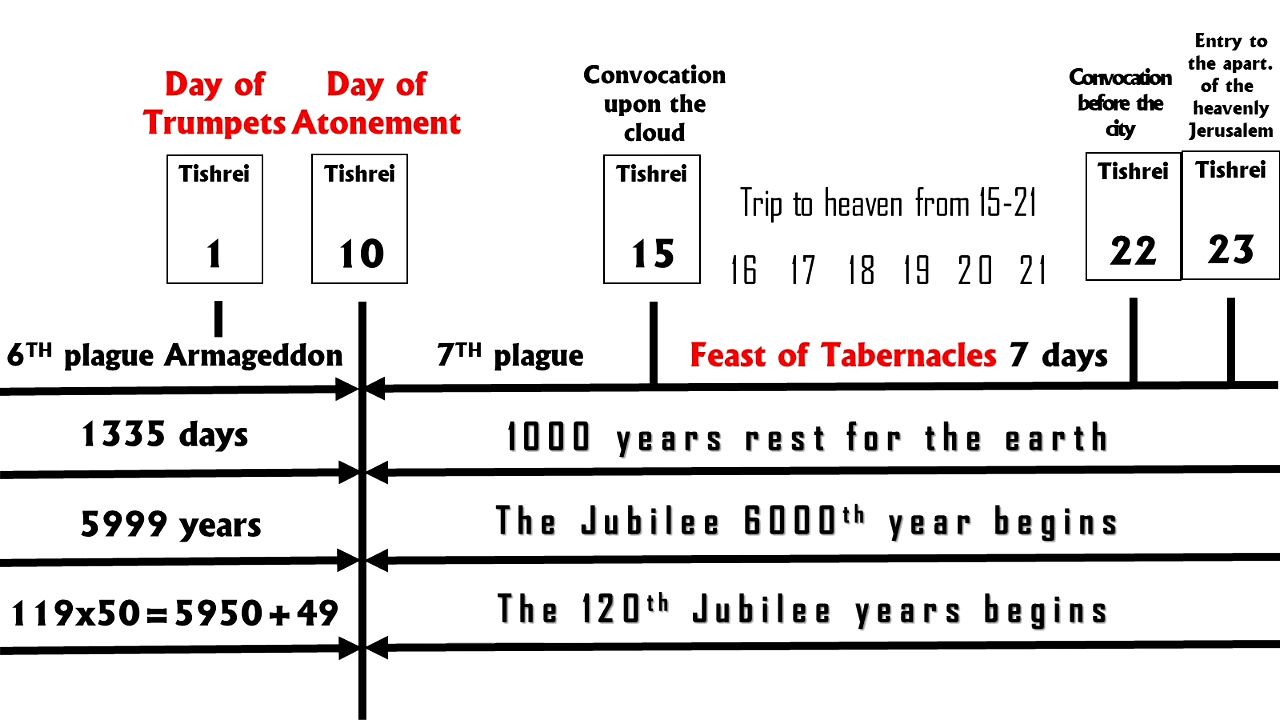 Day of
Trumpets
Day of
Atonement
Convocation
upon the
cloud
Convocation
before the
city
Entry to
the apart.
of the
heavenly
Jerusalem
Tishrei
1
Tishrei
10
Tishrei
15
Trip to heaven from 15-21
16 17 18 19 20 21
Tishrei
22
Tishrei
23
6TH plague Armageddon
7TH plague
Feast of Tabernacles 7 days
1335 days
1000 years rest for the earth
5999 years
The Jubilee 6000th year begins
119x50=5950+49
The 120th Jubilee years begins